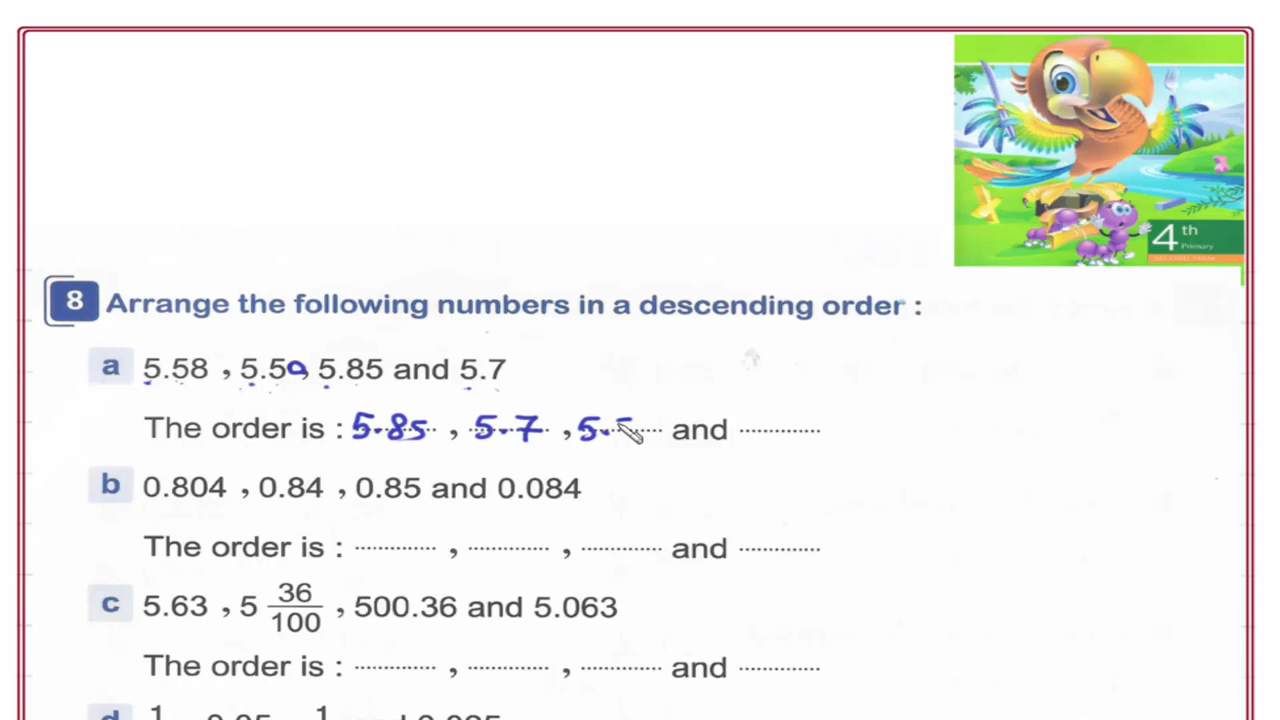 4th
Primary
8 Arrange the following numbers in a descending order :
a 5.58 , 5.50, 5.85 and 5.7
The order is : 5.85 , 5.7 , 5.5 and ............
b 0.804 , 0.84 , 0.85 and 0.084
The order is : ............ , ............ , ............ and ............
c 5.63 , 5 36/100 , 500.36 and 5.063
The order is : ............ , ............ , ............ and ............